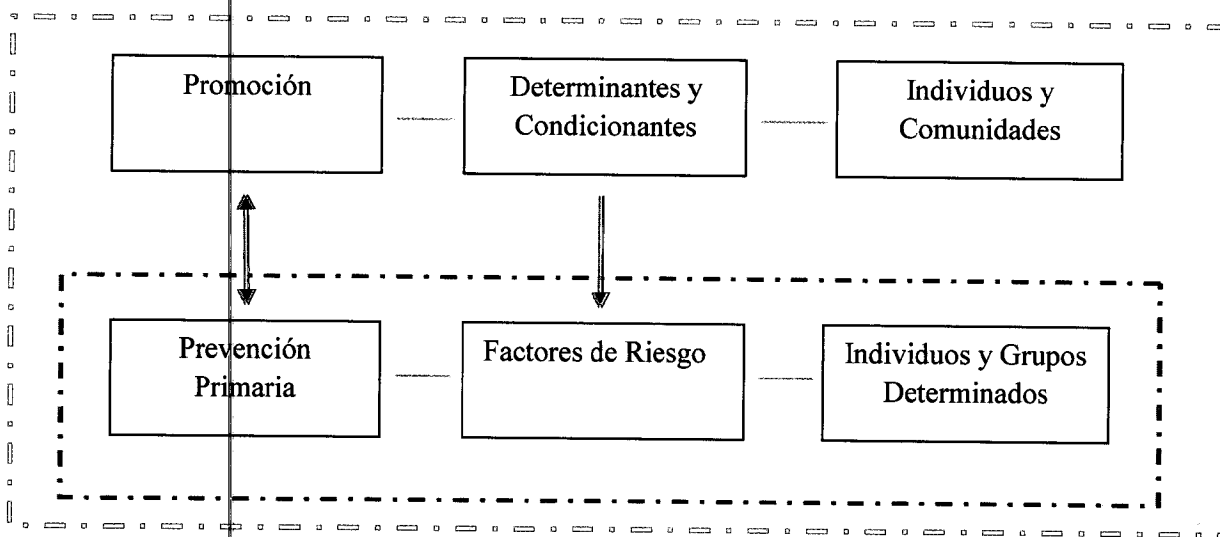 Promoción
Determinantes y
Condicionantes
Individuos y
Comunidades
Prevención
Primaria
Factores de Riesgo
Individuos y Grupos
Determinados